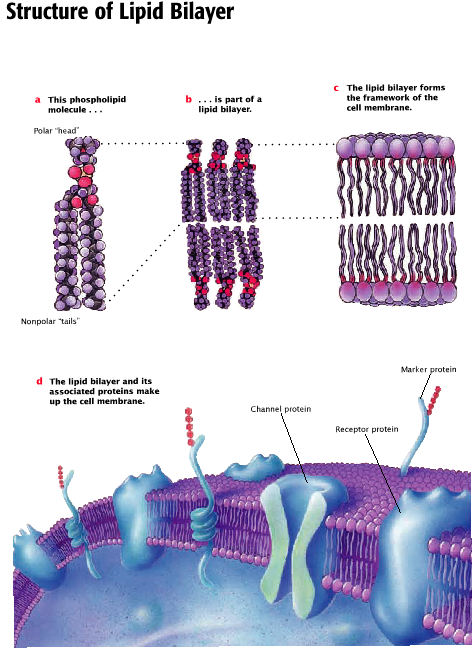 Structure of Lipid Bilayer
a This phospholipid
molecule . . .
Polar "head"
Nonpolar "tails"
b . . . is part of a
lipid bilayer.
c The lipid bilayer forms
the framework of the
cell membrane.
d The lipid bilayer and its
associated proteins make
up the cell membrane.
Channel protein
Receptor protein
Marker protein